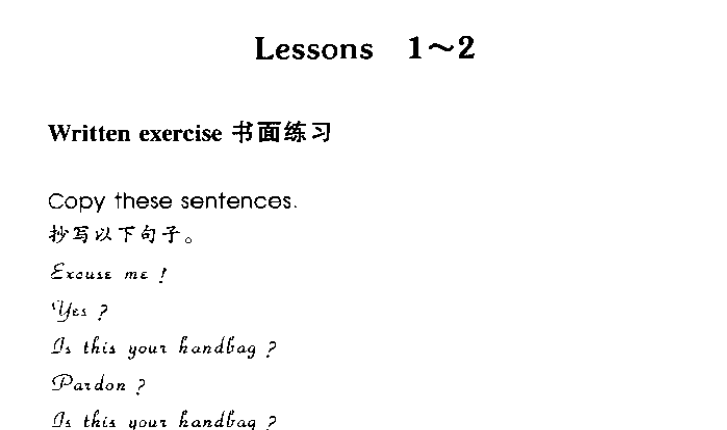 Lessons 1～2
Written exercise 书面练习
Copy these sentences.
抄写以下句子。
Excuse me !
Yes ?
Is this your handbag ?
Pardon ?
Is this your handbag ?